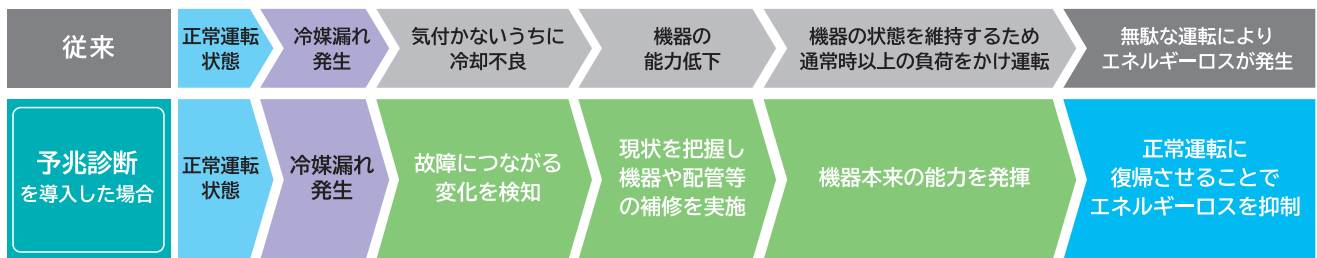 従来
正常運転
状態
冷媒漏れ
発生
気付かないうちに
冷却不良
機器の
能力低下
機器の状態を維持するため
通常時以上の負荷をかけ運転
無駄な運転により
エネルギーロスが発生
予兆診断
を導入した場合
正常運転
状態
冷媒漏れ
発生
故障につながる
変化を検知
現状を把握し
機器や配管等
の補修を実施
機器本来の能力を発揮
正常運転に
復帰させることで
エネルギーロスを抑制